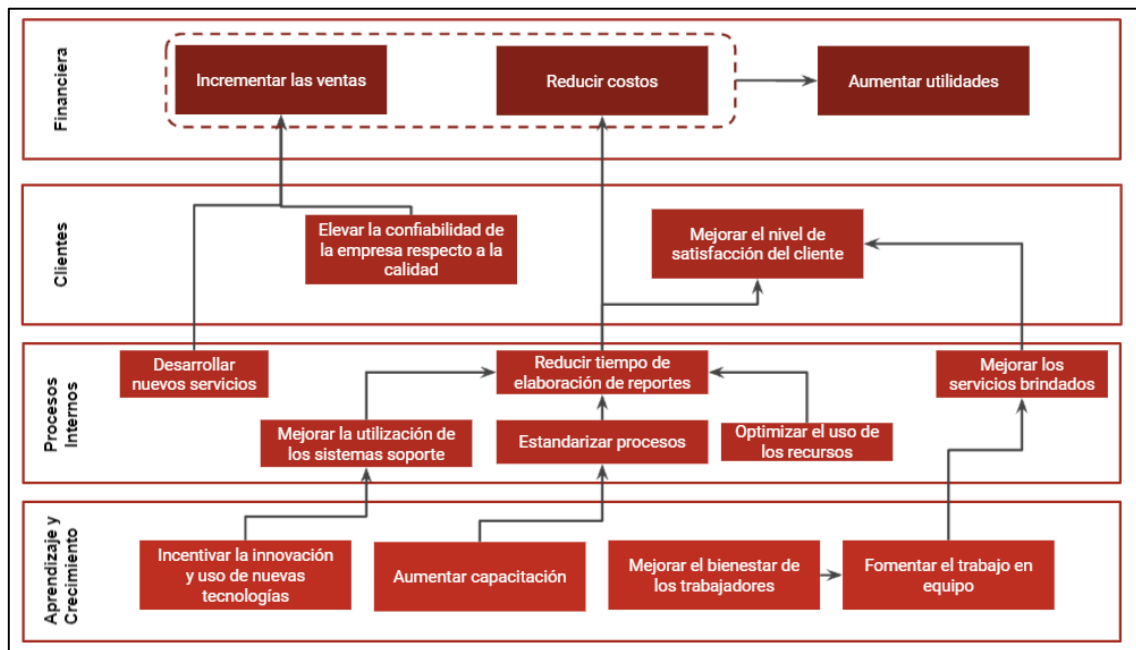 Financiera
Incrementar las ventas
Reducir costos
Aumentar utilidades
Clientes
Elevar la confiabilidad de
la empresa respecto a la
calidad
Mejorar el nivel de
satisfacción del cliente
Procesos
Internos
Desarrollar
nuevos servicios
Reducir tiempo de
elaboración de reportes
Mejorar los
servicios brindados
Mejorar la utilización de
los sistemas soporte
Estandarizar procesos
Optimizar el uso de
los recursos
Aprendizaje y
Crecimiento
Incentivar la innovación
y uso de nuevas
tecnologías
Aumentar capacitación
Mejorar el bienestar de
los trabajadores
Fomentar el trabajo en
equipo